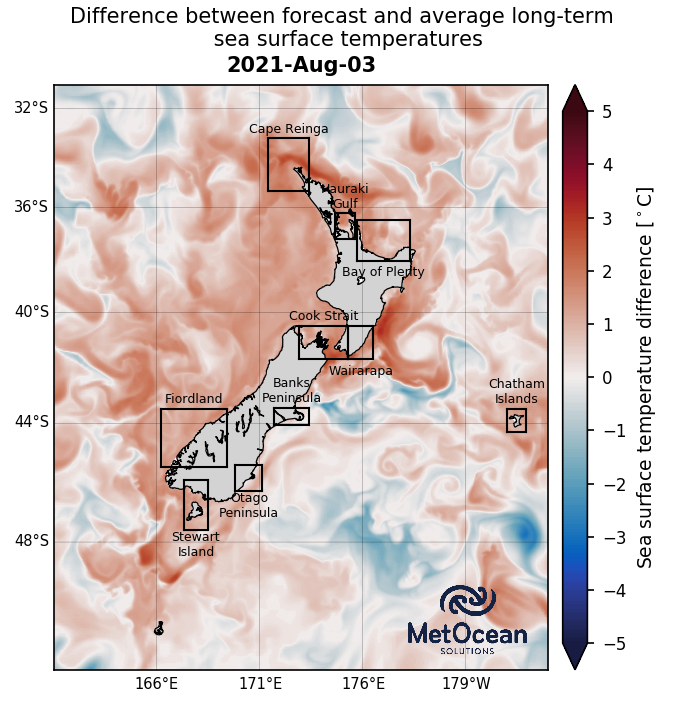 Difference between forecast and average long-term
sea surface temperatures
2021-Aug-03
32°S
36°S
40°S
44°S
48°S
166°E
171°E
176°E
179°W
Cape Reinga
Hauraki
Gulf
Bay of Plenty
Cook Strait
Wairarapa
Banks
Peninsula
Fiordland
Chatham
Islands
Otago
Peninsula
Stewart
Island
MetOcean
SOLUTIONS
5
4
3
2
1
0
−1
−2
−3
−4
−5
Sea surface temperature difference [°C]